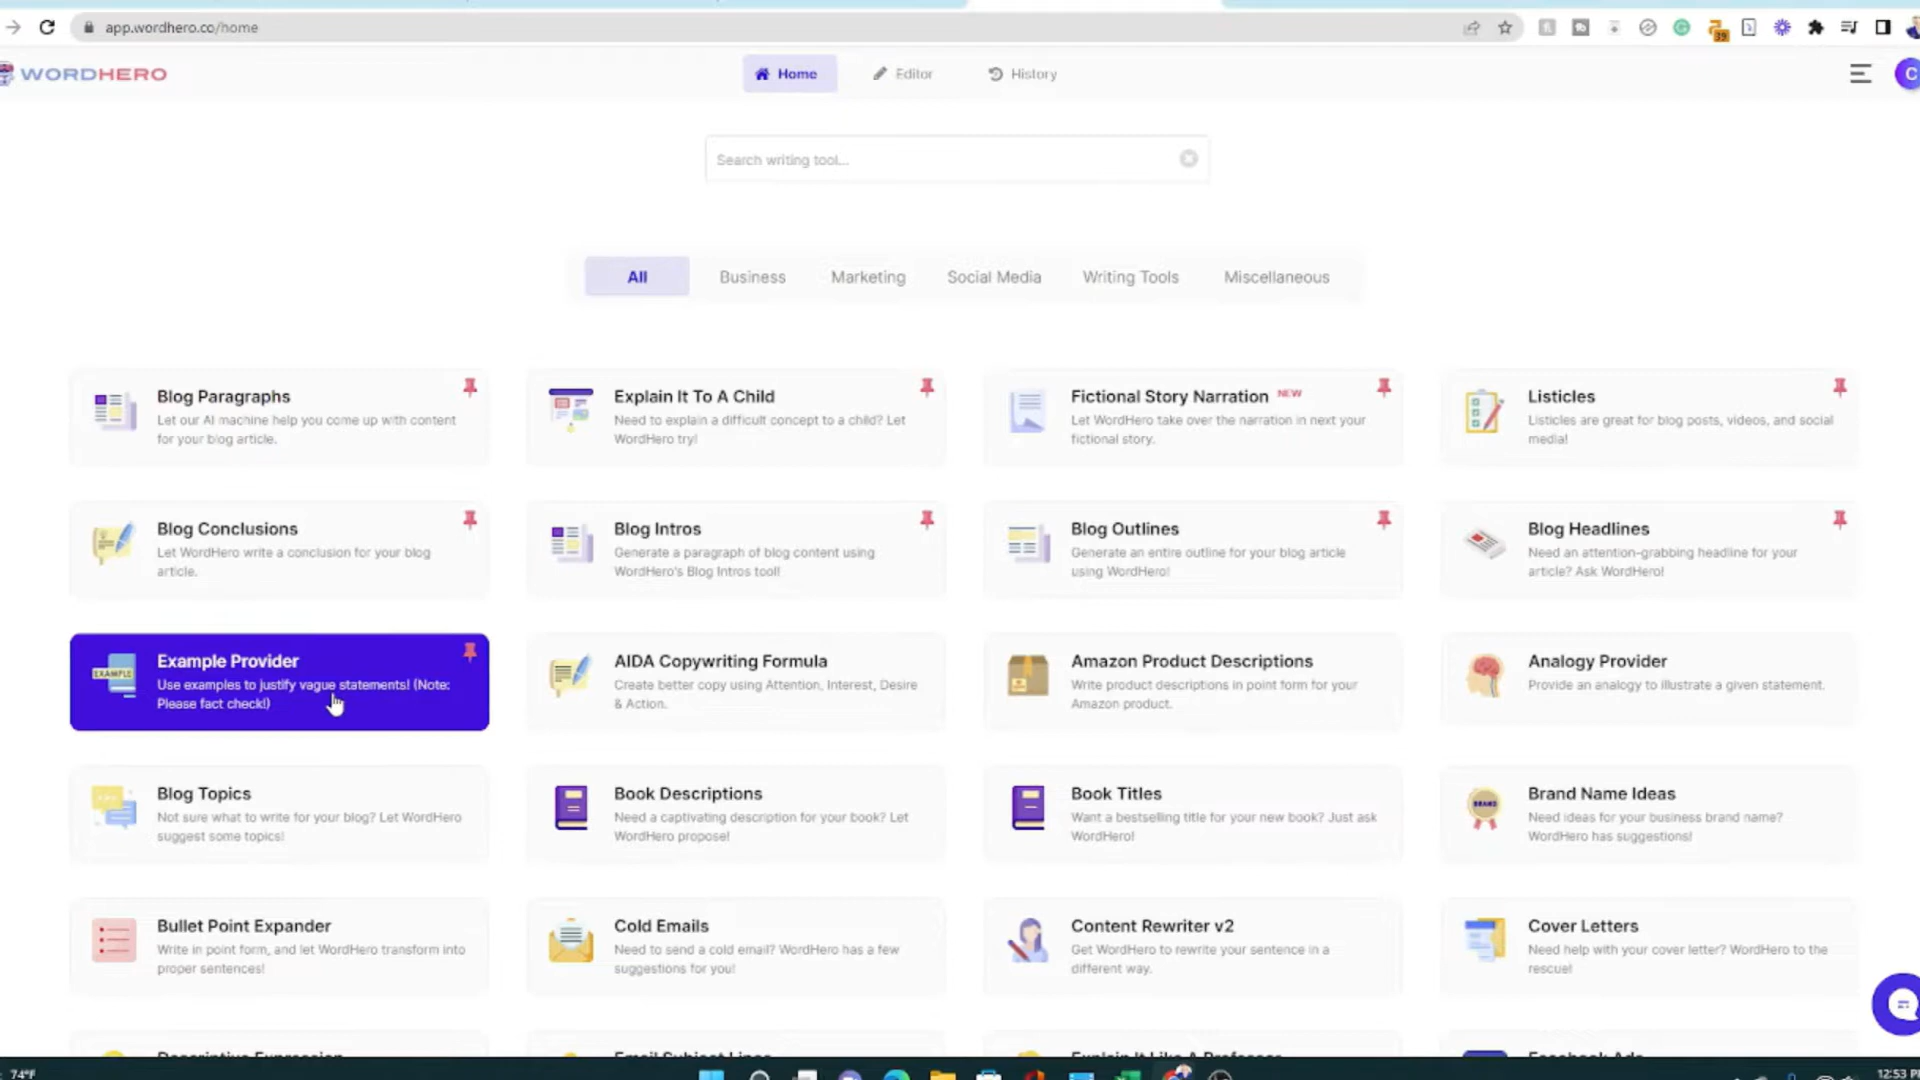 app.wordhero.co/home
39
WORDHERO
Home
Editor
History
C
Search writing tool...
All
Business
Marketing
Social Media
Writing Tools
Miscellaneous
Blog Paragraphs
Let our AI machine help you come up with content
for your blog article.
Explain It To A Child
Need to explain a difficult concept to a child? Let
WordHero try!
Fictional Story Narration NEW
Let WordHero take over the narration in next your
fictional story.
Listicles
Listicles are great for blog posts, videos, and social
media!
Blog Conclusions
Let WordHero write a conclusion for your blog
article.
Blog Intros
Generate a paragraph of blog content using
WordHero's Blog Intros tool!
Blog Outlines
Generate an entire outline for your blog article
using WordHero!
Blog Headlines
Need an attention-grabbing headline for your
article? Ask WordHero!
EXAMPLE
Example Provider
Use examples to justify vague statements! (Note:
Please fact check!)
AIDA Copywriting Formula
Create better copy using Attention, Interest, Desire
& Action.
Amazon Product Descriptions
Write product descriptions in point form for your
Amazon product.
Analogy Provider
Provide an analogy to illustrate a given statement.
Blog Topics
Not sure what to write for your blog? Let WordHero
suggest some topics!
Book Descriptions
Need a captivating description for your book? Let
WordHero propose!
Book Titles
Want a bestselling title for your new book? Just ask
WordHero!
BRAND
Brand Name Ideas
Need ideas for your business brand name?
WordHero has suggestions!
Bullet Point Expander
Write in point form, and let WordHero transform into
proper sentences!
Cold Emails
Need to send a cold email? WordHero has a few
suggestions for you!
Content Rewriter v2
Get WordHero to rewrite your sentence in a
different way.
Cover Letters
Need help with your cover letter? WordHero to the
rescue!
Descriptive Expression
Email Subject Lines
Explain It Like A Professor
Facebook Ads
74°F
12:53 P